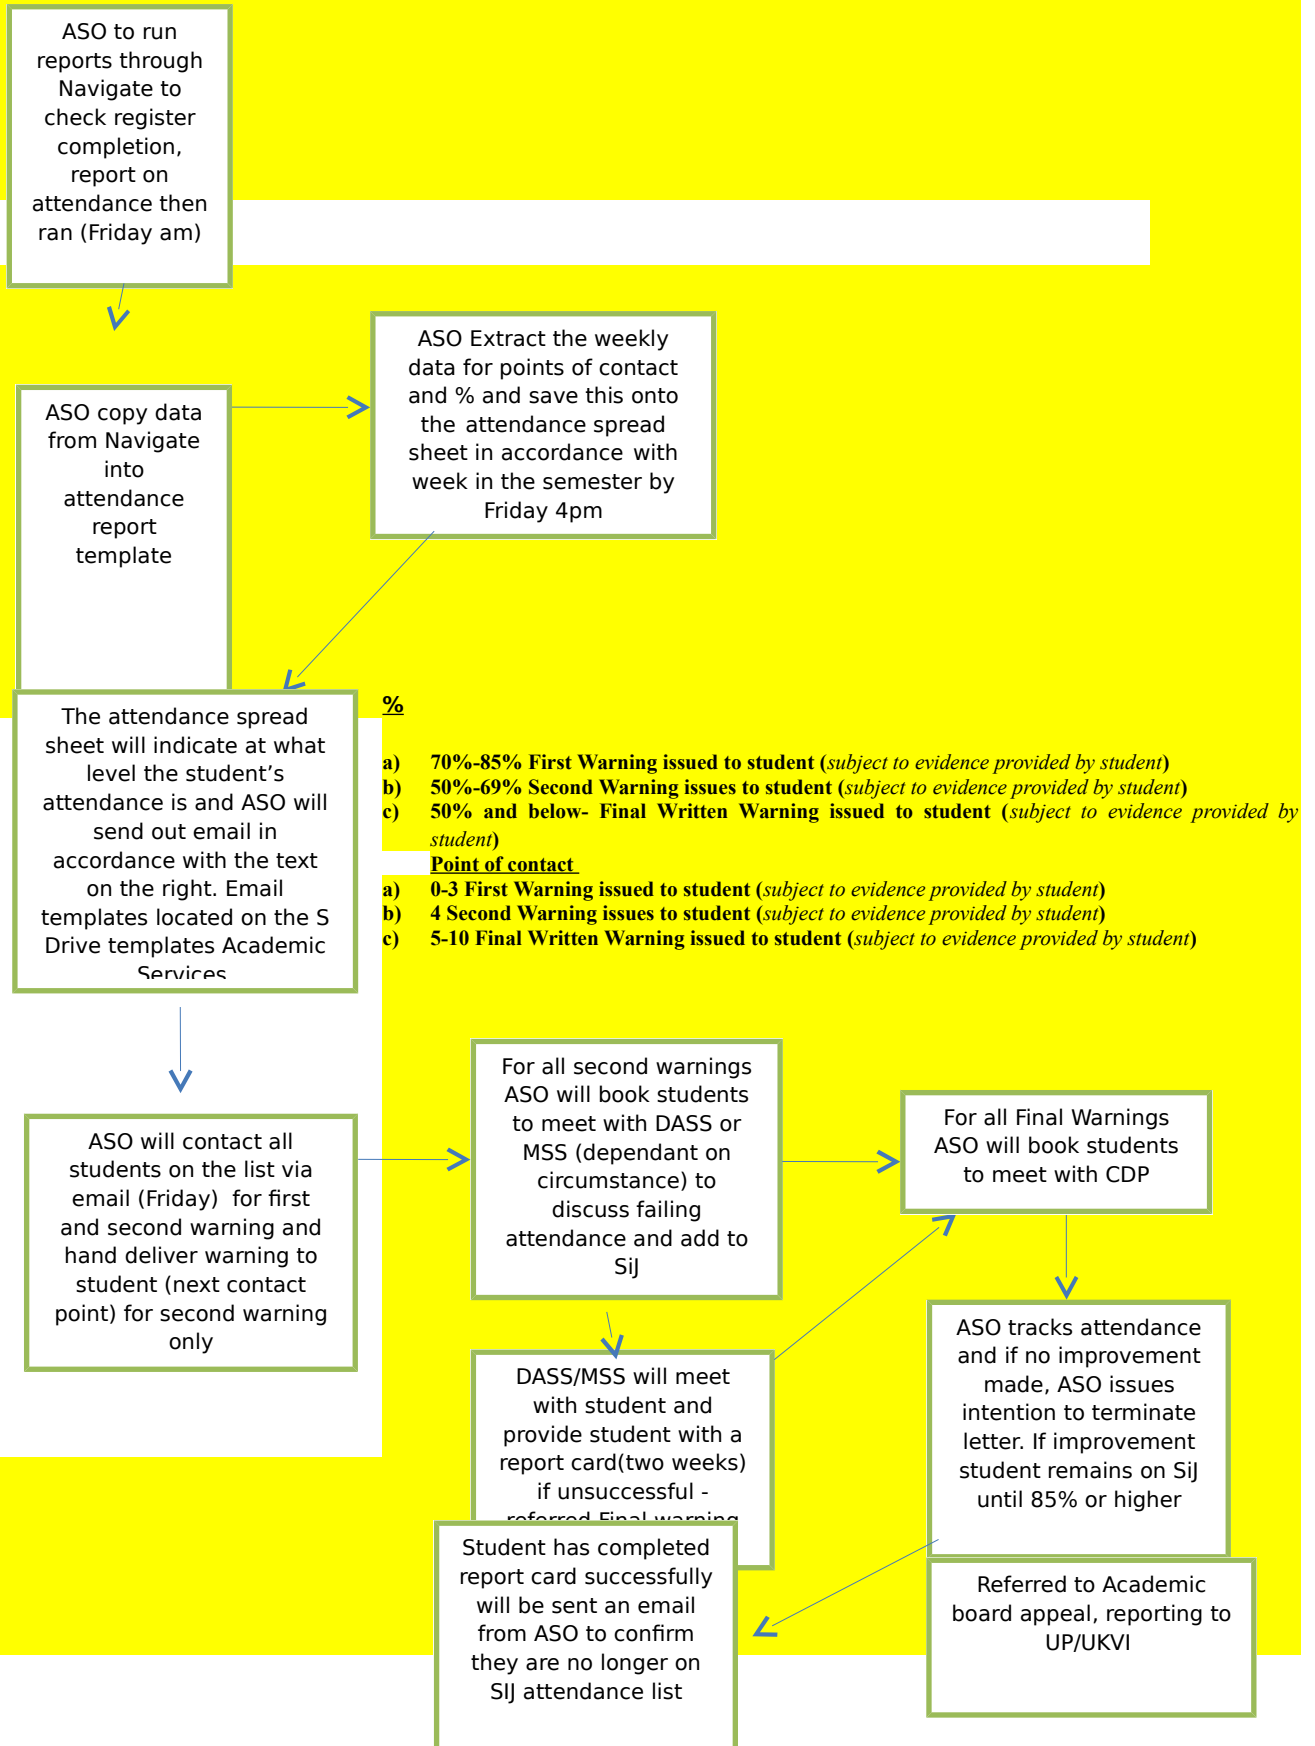 ASO to run
reports through
Navigate to
check register
completion,
report on
attendance then
ran (Friday am)
ASO Extract the weekly
data for points of contact
and % and save this onto
the attendance spread
sheet in accordance with
week in the semester by
Friday 4pm
ASO copy data
from Navigate
into
attendance
report
template
The attendance spread
sheet will indicate at what
level the student’s
attendance is and ASO will
send out email in
accordance with the text
on the right. Email
templates located on the S
Drive templates Academic
Services
%
a) 70%-85% First Warning issued to student (subject to evidence provided by student)
b) 50%-69% Second Warning issues to student (subject to evidence provided by student)
c) 50% and below- Final Written Warning issued to student (subject to evidence provided by
student)
Point of contact
a) 0-3 First Warning issued to student (subject to evidence provided by student)
b) 4 Second Warning issues to student (subject to evidence provided by student)
c) 5-10 Final Written Warning issued to student (subject to evidence provided by student)
ASO will contact all
students on the list via
email (Friday)  for first
and second warning and
hand deliver warning to
student (next contact
point) for second warning
only
For all second warnings
ASO will book students
to meet with DASS or
MSS (dependant on
circumstance) to
discuss failing
attendance and add to
SiJ
For all Final Warnings
ASO will book students
to meet with CDP
DASS/MSS will meet
with student and
provide student with a
report card(two weeks)
if unsuccessful -
referred Final warning
ASO tracks attendance
and if no improvement
made, ASO issues
intention to terminate
letter. If improvement
student remains on SiJ
until 85% or higher
Student has completed
report card successfully
will be sent an email
from ASO to confirm
they are no longer on
SIJ attendance list
Referred to Academic
board appeal, reporting to
UP/UKVI